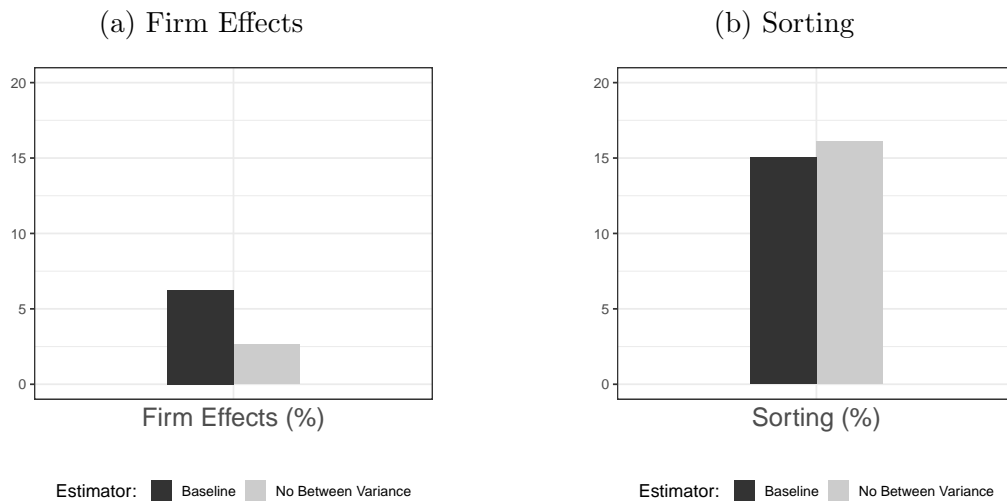 (a) Firm Effects
(b) Sorting
20
15
10
5
0
Firm Effects (%)
Estimator: Baseline No Between Variance
20
15
10
5
0
Sorting (%)
Estimator: Baseline No Between Variance